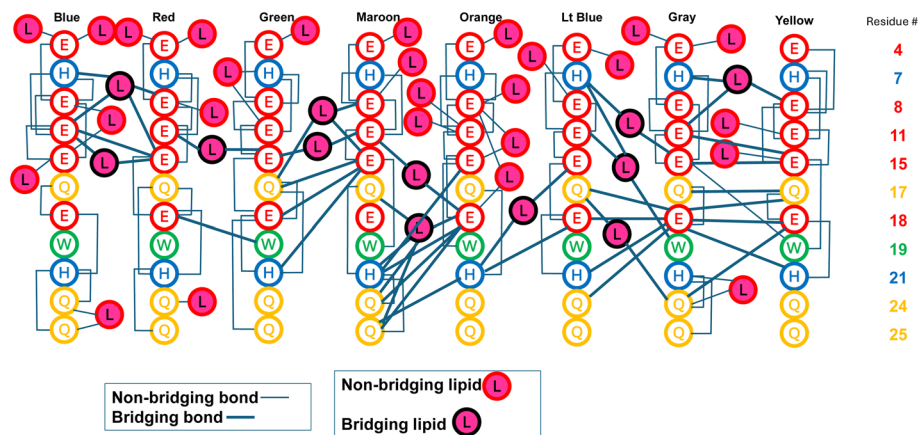 Blue Red Green Maroon Orange Lt Blue Gray Yellow Residue #
L L L L L L L L L
E E E E E E E E 4
L L L
H L H H L H H H H L H 7
L L L
E E L E L E E E E E 8
L L L L
E E E E E E E E 11
L L L L L
E L E E E E E L E E 15
L L L L
Q Q Q Q Q Q Q Q 17
L
E E E E E E E E 18
L L
W W W W W W W W 19
H H H H H H H H 21
L
Q Q L Q Q Q Q Q Q 24
L
Q Q Q Q Q Q Q Q 25
Non-bridging bond
Bridging bond
Non-bridging lipid L
Bridging lipid L